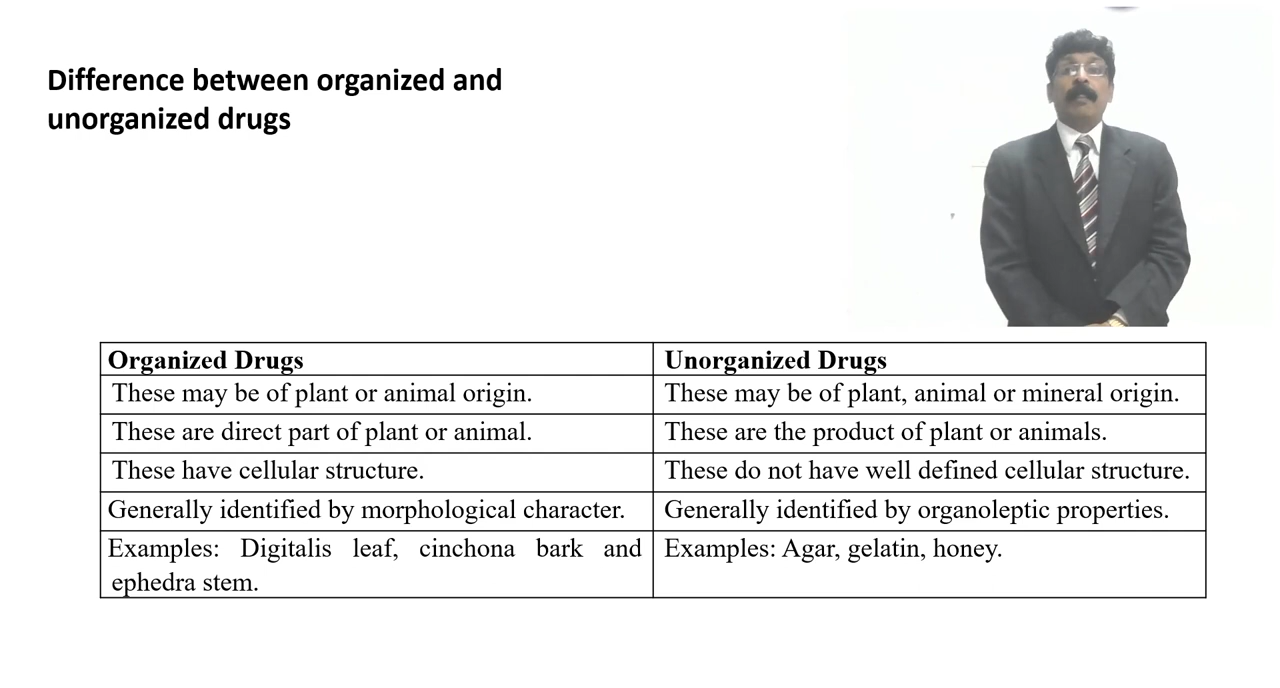 Difference between organized and
unorganized drugs
Organized Drugs
Unorganized Drugs
These may be of plant or animal origin.
These may be of plant, animal or mineral origin.
These are direct part of plant or animal.
These are the product of plant or animals.
These have cellular structure.
These do not have well defined cellular structure.
Generally identified by morphological character.
Generally identified by organoleptic properties.
Examples: Digitalis leaf, cinchona bark and
ephedra stem.
Examples: Agar, gelatin, honey.